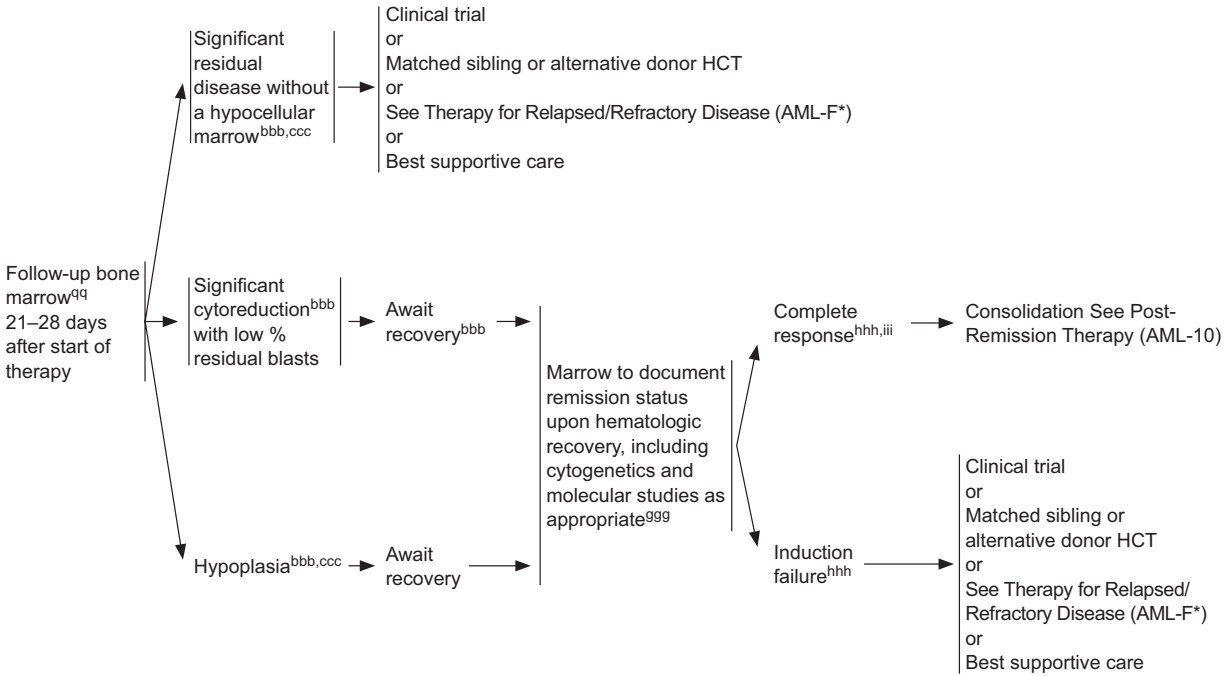 Follow-up bone
marrowqq
21–28 days
after start of
therapy
Significant
residual
disease without
a hypocellular
marrowbbb,ccc
Clinical trial
or
Matched sibling or alternative donor HCT
or
See Therapy for Relapsed/Refractory Disease (AML-F*)
or
Best supportive care
Significant
cytoreductionbbb
with low %
residual blasts
Await
recoverybbb
Hypoplasiabbb,ccc
Await
recovery
Marrow to document
remission status
upon hematologic
recovery, including
cytogenetics and
molecular studies as
appropriateggg
Complete
responsehhh,iii
Consolidation See Post-
Remission Therapy (AML-10)
Induction
failurehhh
Clinical trial
or
Matched sibling or
alternative donor HCT
or
See Therapy for Relapsed/
Refractory Disease (AML-F*)
or
Best supportive care